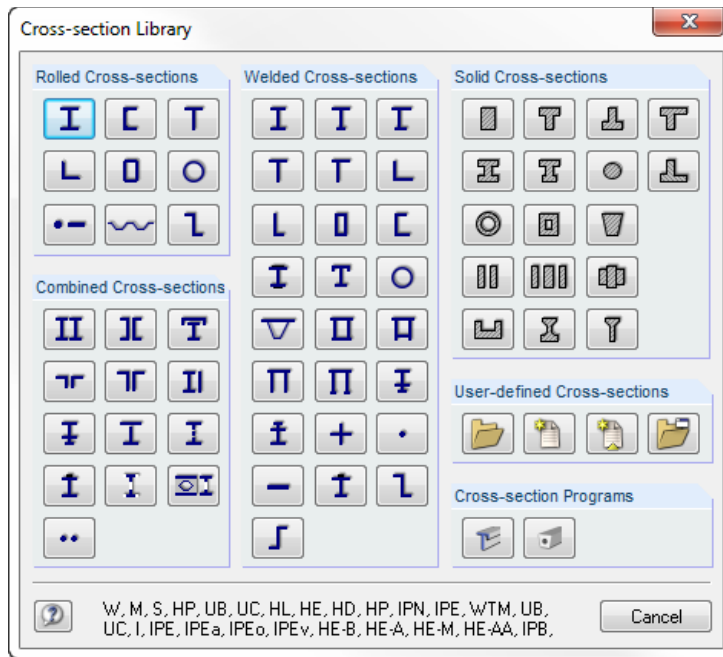 Cross-section Library
Rolled Cross-sections
Welded Cross-sections
Solid Cross-sections
Combined Cross-sections
User-defined Cross-sections
Cross-section Programs
W, M, S, HP, UB, UC, HL, HE, HD, HP, IPN, IPE, WTM, UB,
UC, I, IPE, IPEa, IPEo, IPEv, HE-B, HE-A, HE-M, HE-AA, IPB,
Cancel